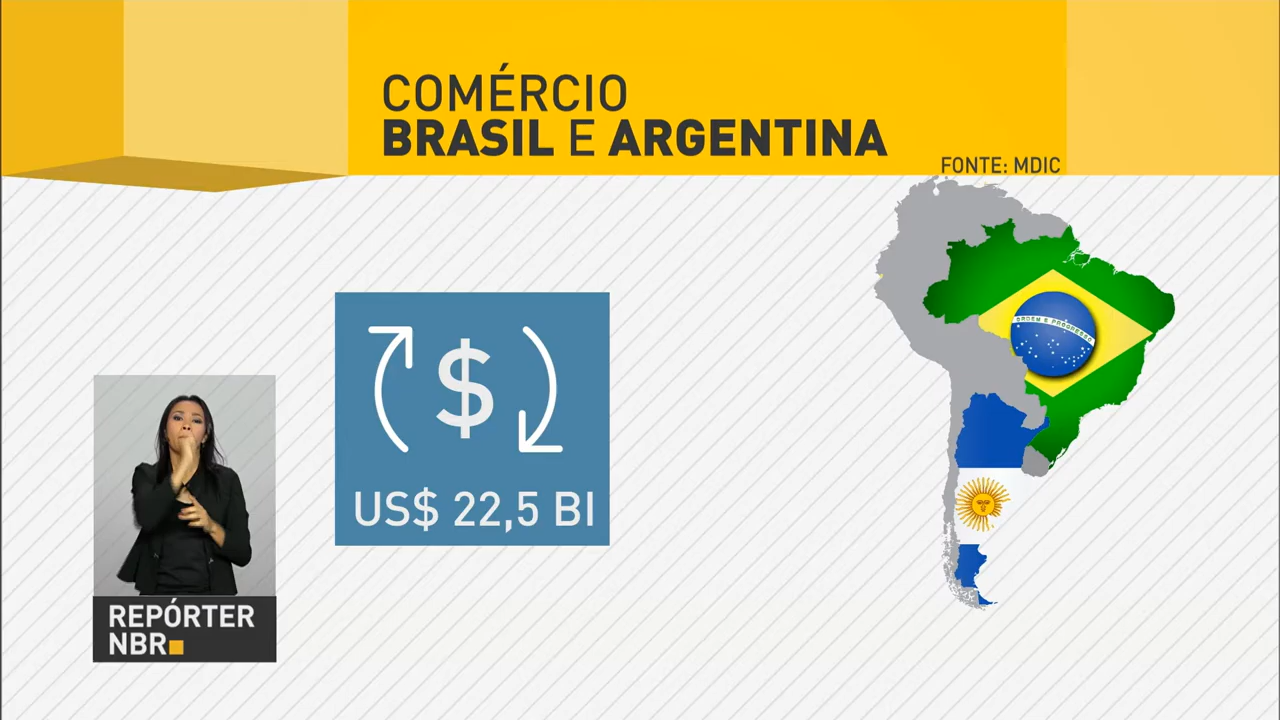 COMÉRCIO
BRASIL E ARGENTINA
FONTE: MDIC
ORDEM E PROGRESSO
$
US$ 22,5 BI
REPÓRTER
NBR